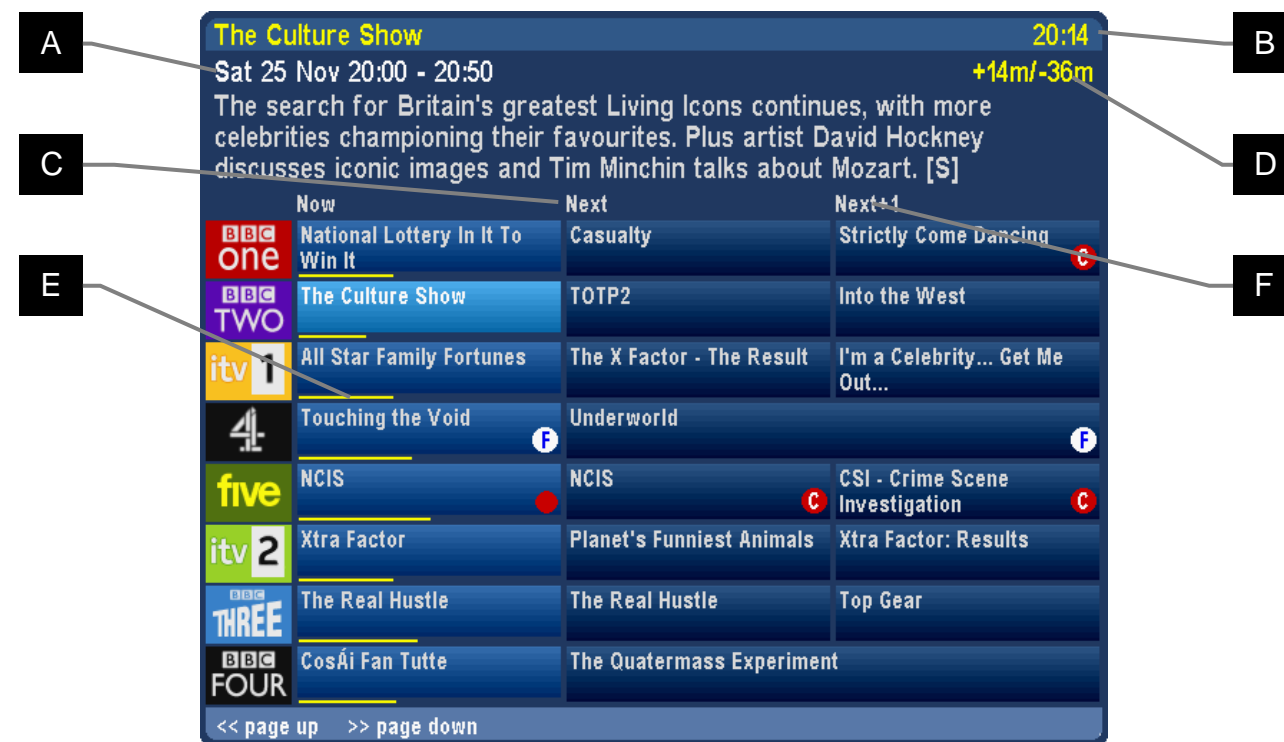 A
B
The Culture Show 20:14
Sat 25 Nov 20:00 - 20:50 +14m/-36m
The search for Britain's greatest Living Icons continues, with more
celebrities championing their favourites. Plus artist David Hockney
discusses iconic images and Tim Minchin talks about Mozart. [S]
C
D
Now Next Next+1
BBC
one
National Lottery In It To
Win It
Casualty
Strictly Come Dancing
C
E
F
BBC
TWO
The Culture Show
TOTP2
Into the West
itv 1
All Star Family Fortunes
The X Factor - The Result
I'm a Celebrity... Get Me
Out...
4
Touching the Void
F
Underworld
F
five
NCIS
NCIS
C
CSI - Crime Scene
Investigation
C
itv 2
Xtra Factor
Planet's Funniest Animals
Xtra Factor: Results
BBC
THREE
The Real Hustle
The Real Hustle
Top Gear
BBC
FOUR
CosÁi Fan Tutte
The Quatermass Experiment
<< page up >> page down